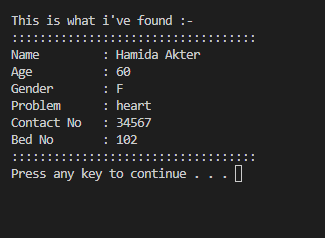 This is what i've found :-
:::::::::::::::::::::::::::::::::::
Name         : Hamida Akter
Age          : 60
Gender       : F
Problem      : heart
Contact No   : 34567
Bed No       : 102
:::::::::::::::::::::::::::::::::::
Press any key to continue . . .